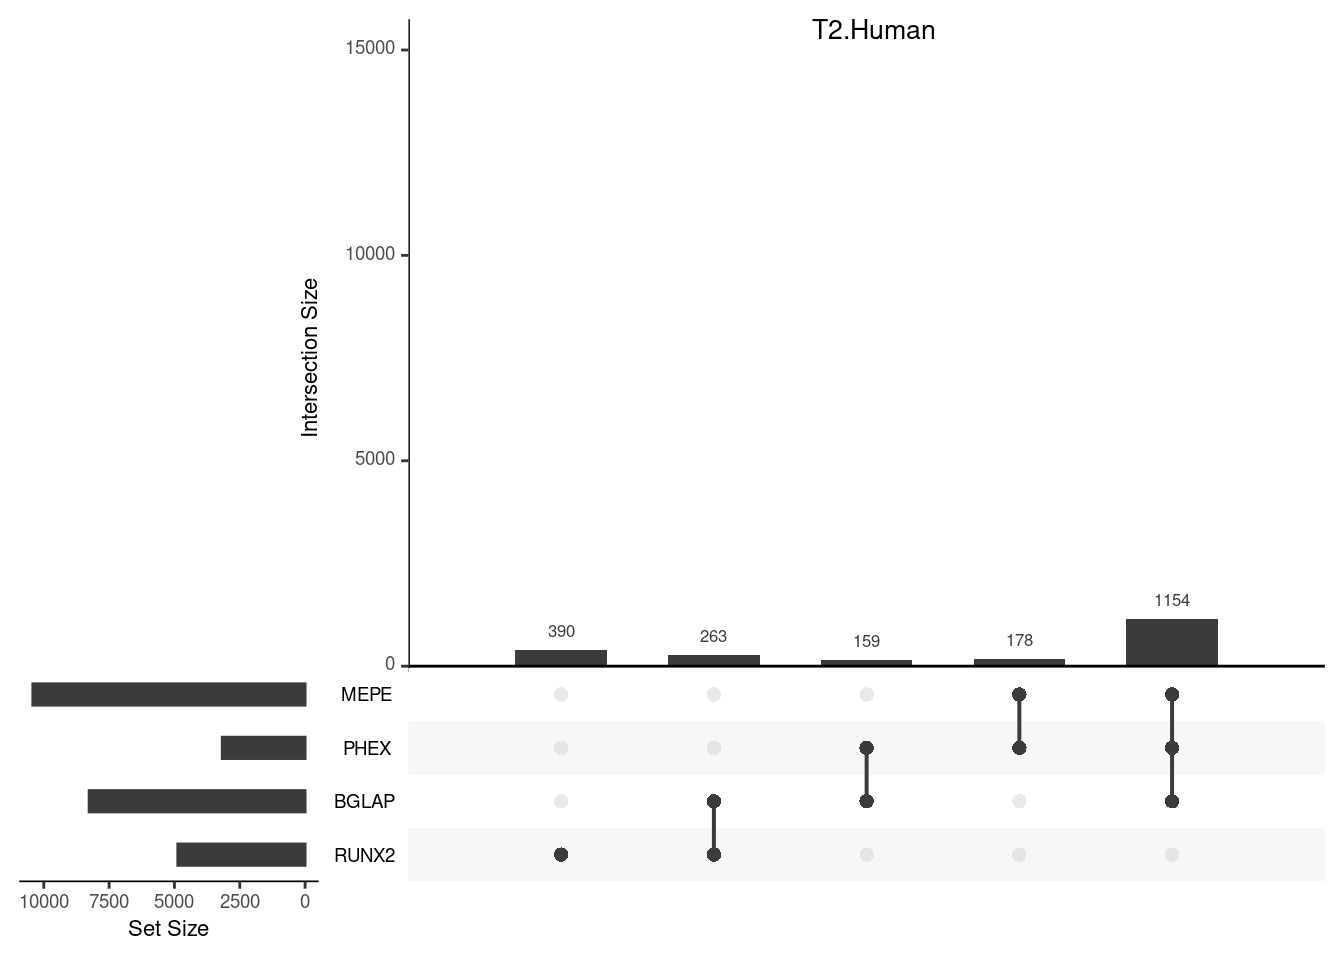 T2.Human
15000
10000
5000
0
Intersection Size
390
263
159
178
1154
MEPE
PHEX
BGLAP
RUNX2
10000 7500 5000 2500 0
Set Size